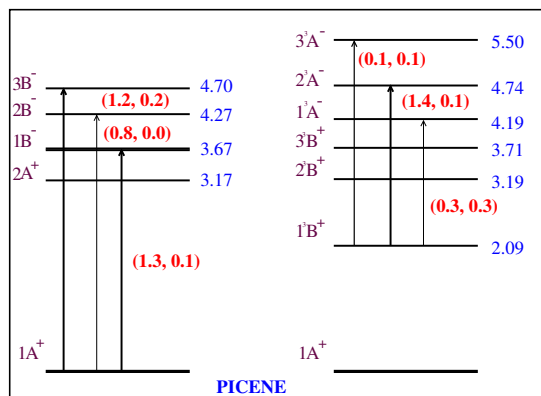 3B⁻ 4.70
(1.2, 0.2)
2B⁻ 4.27
(0.8, 0.0)
1B⁻ 3.67
2A⁺ 3.17
(1.3, 0.1)
1A⁺
3³A⁻ 5.50
(0.1, 0.1)
2³A⁻ 4.74
(1.4, 0.1)
1³A⁻ 4.19
3³B⁺ 3.71
2³B⁺ 3.19
(0.3, 0.3)
1³B⁺ 2.09
1A⁺
PICENE